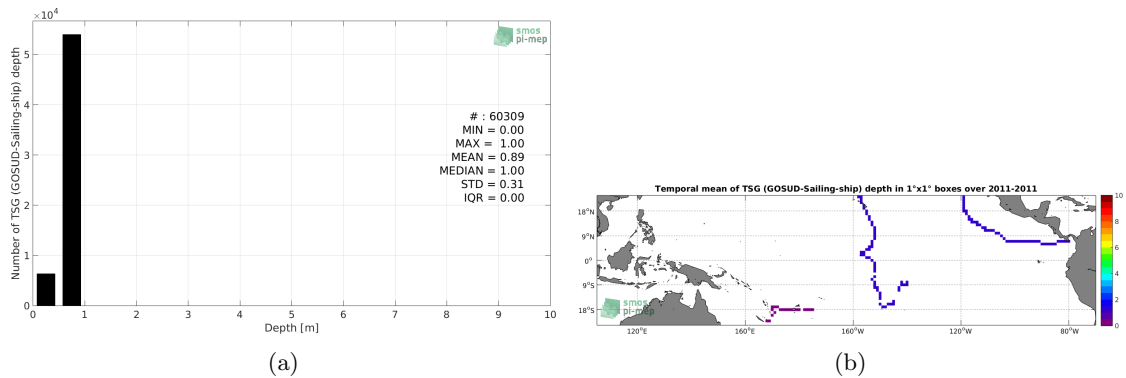 ×10⁴
5
4
3
2
1
0
Number of TSG (GOSUD-Sailing-ship) depth
0 1 2 3 4 5 6 7 8 9 10
Depth [m]
smos
pi-mep
# : 60309
MIN = 0.00
MAX = 1.00
MEAN = 0.89
MEDIAN = 1.00
STD = 0.31
IQR = 0.00
(a)
Temporal mean of TSG (GOSUD-Sailing-ship) depth in 1°x1° boxes over 2011-2011
18°N
9°N
0°
9°S
18°S
120°E 160°E 160°W 120°W 80°W
10
8
6
4
2
0
smos
pi-mep
(b)